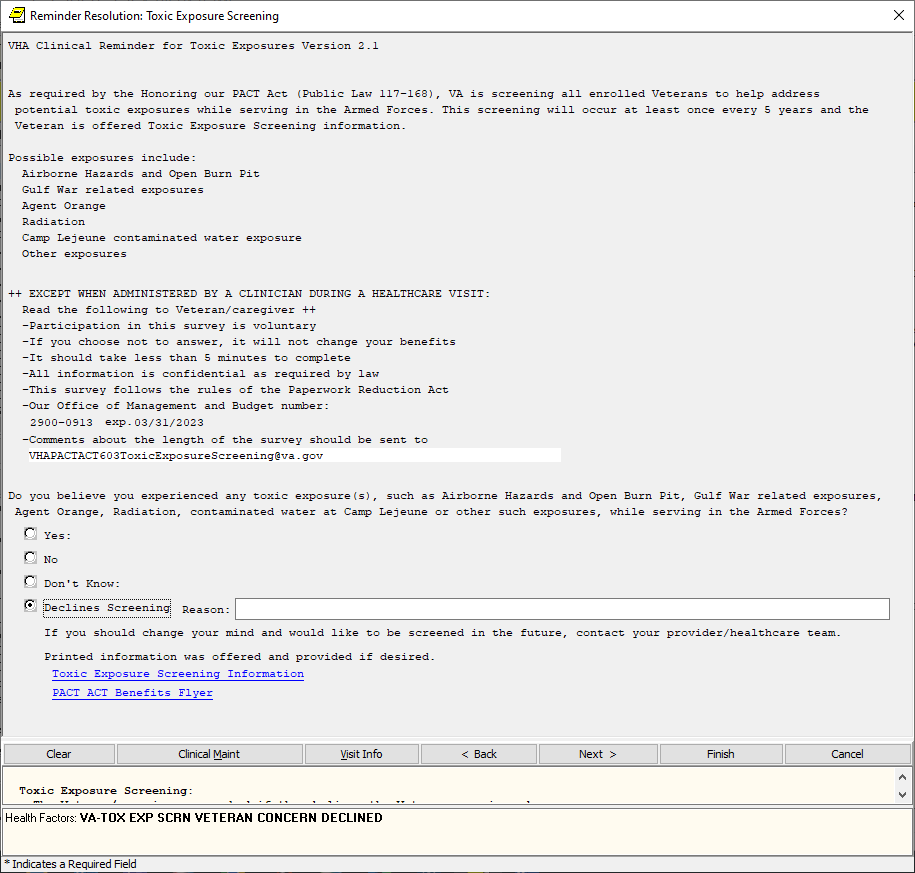 Reminder Resolution: Toxic Exposure Screening
VHA Clinical Reminder for Toxic Exposures Version 2.1
As required by the Honoring our PACT Act (Public Law 117-168), VA is screening all enrolled Veterans to help address
potential toxic exposures while serving in the Armed Forces. This screening will occur at least once every 5 years and the
Veteran is offered Toxic Exposure Screening information.
Possible exposures include:
Airborne Hazards and Open Burn Pit
Gulf War related exposures
Agent Orange
Radiation
Camp Lejeune contaminated water exposure
Other exposures
++ EXCEPT WHEN ADMINISTERED BY A CLINICIAN DURING A HEALTHCARE VISIT:
Read the following to Veteran/caregiver ++
-Participation in this survey is voluntary
-If you choose not to answer, it will not change your benefits
-It should take less than 5 minutes to complete
-All information is confidential as required by law
-This survey follows the rules of the Paperwork Reduction Act
-Our Office of Management and Budget number:
2900-0913 exp.03/31/2023
-Comments about the length of the survey should be sent to
VHAPACTACT603ToxicExposureScreening@va.gov
Do you believe you experienced any toxic exposure(s), such as Airborne Hazards and Open Burn Pit, Gulf War related exposures,
Agent Orange, Radiation, contaminated water at Camp Lejeune or other such exposures, while serving in the Armed Forces?
Yes:
No
Don't Know:
Declines Screening Reason:
If you should change your mind and would like to be screened in the future, contact your provider/healthcare team.
Printed information was offered and provided if desired.
Toxic Exposure Screening Information
PACT ACT Benefits Flyer
Clear Clinical Maint Visit Info < Back Next > Finish Cancel
Toxic Exposure Screening:
Health Factors: VA-TOX EXP SCRN VETERAN CONCERN DECLINED
* Indicates a Required Field